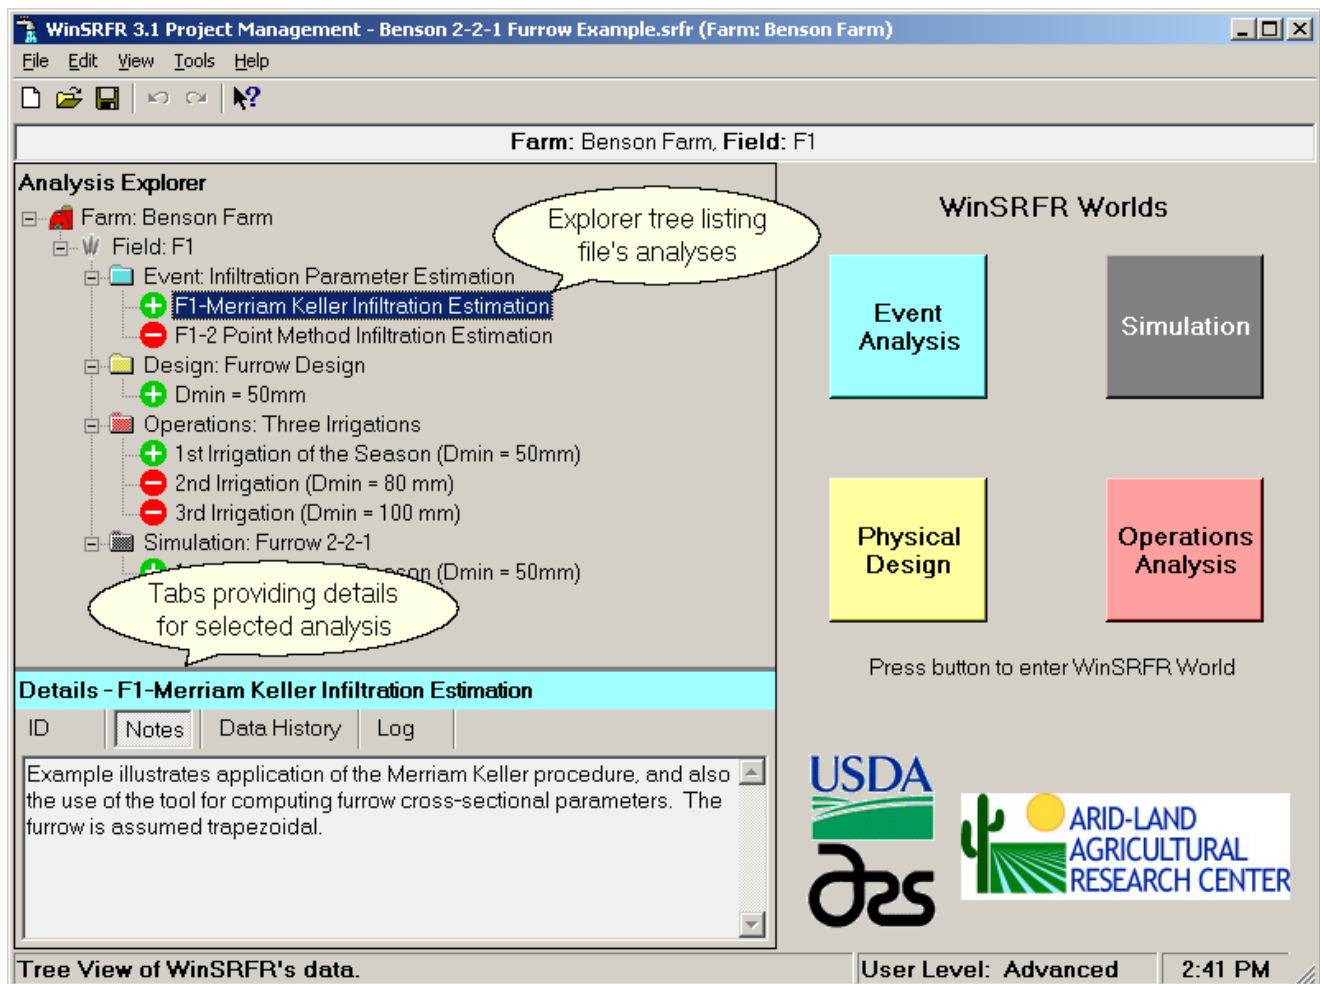 WinSRFR 3.1 Project Management - Benson 2-2-1 Furrow Example.srfr (Farm: Benson Farm)
File Edit View Tools Help
Farm: Benson Farm, Field: F1
Analysis Explorer
Farm: Benson Farm
Field: F1
Event: Infiltration Parameter Estimation
F1-Merriam Keller Infiltration Estimation
F1-2 Point Method Infiltration Estimation
Design: Furrow Design
Dmin = 50mm
Operations: Three Irrigations
1st Irrigation of the Season (Dmin = 50mm)
2nd Irrigation (Dmin = 80 mm)
3rd Irrigation (Dmin = 100 mm)
Simulation: Furrow 2-2-1
(Dmin = 50mm)
Explorer tree listing
file's analyses
Tabs providing details
for selected analysis
Details - F1-Merriam Keller Infiltration Estimation
ID Notes Data History Log
Example illustrates application of the Merriam Keller procedure, and also
the use of the tool for computing furrow cross-sectional parameters. The
furrow is assumed trapezoidal.
WinSRFR Worlds
Event
Analysis
Simulation
Physical
Design
Operations
Analysis
Press button to enter WinSRFR World
USDA
ars
ARID-LAND
AGRICULTURAL
RESEARCH CENTER
Tree View of WinSRFR's data.
User Level: Advanced
2:41 PM